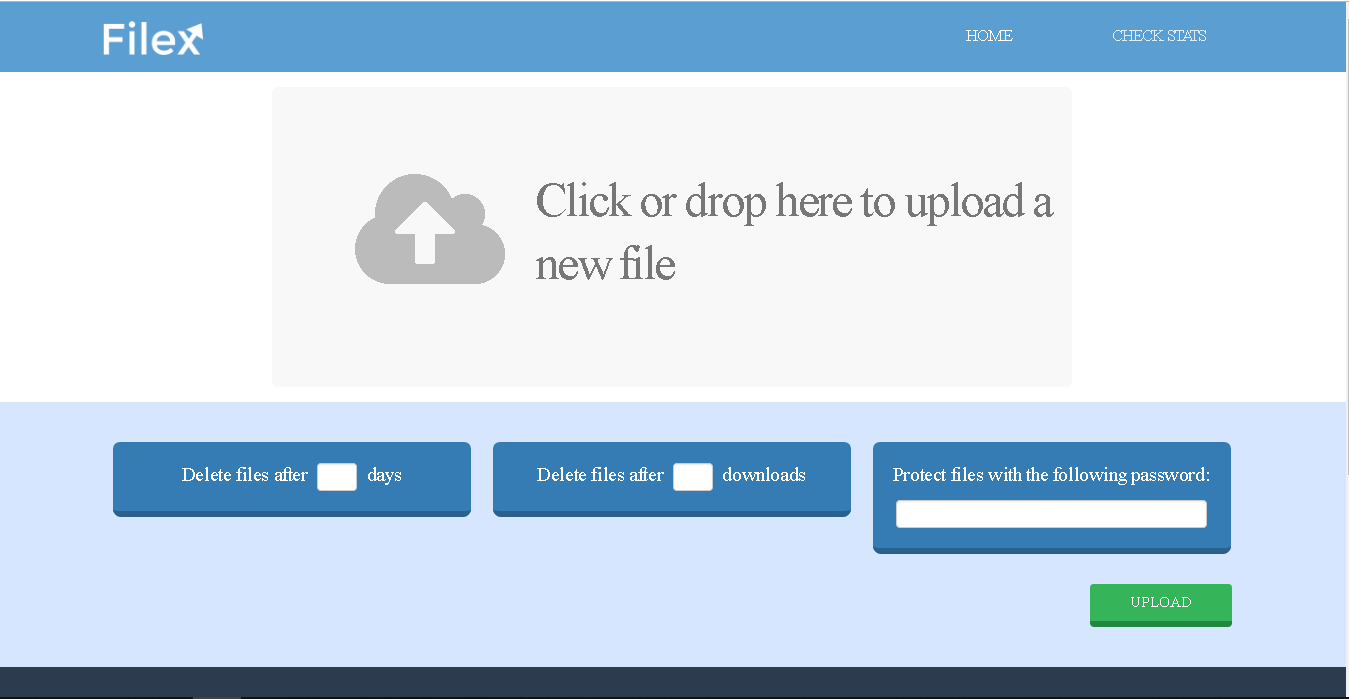 Filex
HOME
CHECK STATS
Click or drop here to upload a
new file
Delete files after days
Delete files after downloads
Protect files with the following password:
UPLOAD